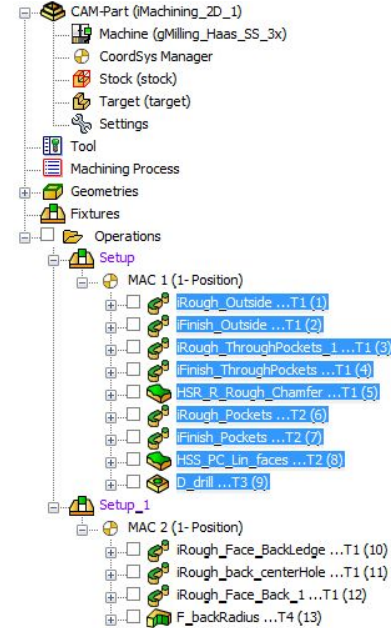 CAM-Part (iMachining_2D_1)
Machine (gMilling_Haas_SS_3x)
CoordSys Manager
Stock (stock)
Target (target)
Settings
Tool
Machining Process
Geometries
Fixtures
Operations
Setup
MAC 1 (1- Position)
iRough_Outside ...T1 (1)
iFinish_Outside ...T1 (2)
iRough_ThroughPockets_1 ...T1 (3)
iFinish_ThroughPockets ...T1 (4)
HSR_R_Rough_Chamfer ...T1 (5)
iRough_Pockets ...T2 (6)
iFinish_Pockets ...T2 (7)
HSS_PC_Lin_faces ...T2 (8)
D_drill ...T3 (9)
Setup_1
MAC 2 (1- Position)
iRough_Face_BackLedge ...T1 (10)
iRough_back_centerHole ...T1 (11)
iRough_Face_Back_1 ...T1 (12)
F_backRadius ...T4 (13)